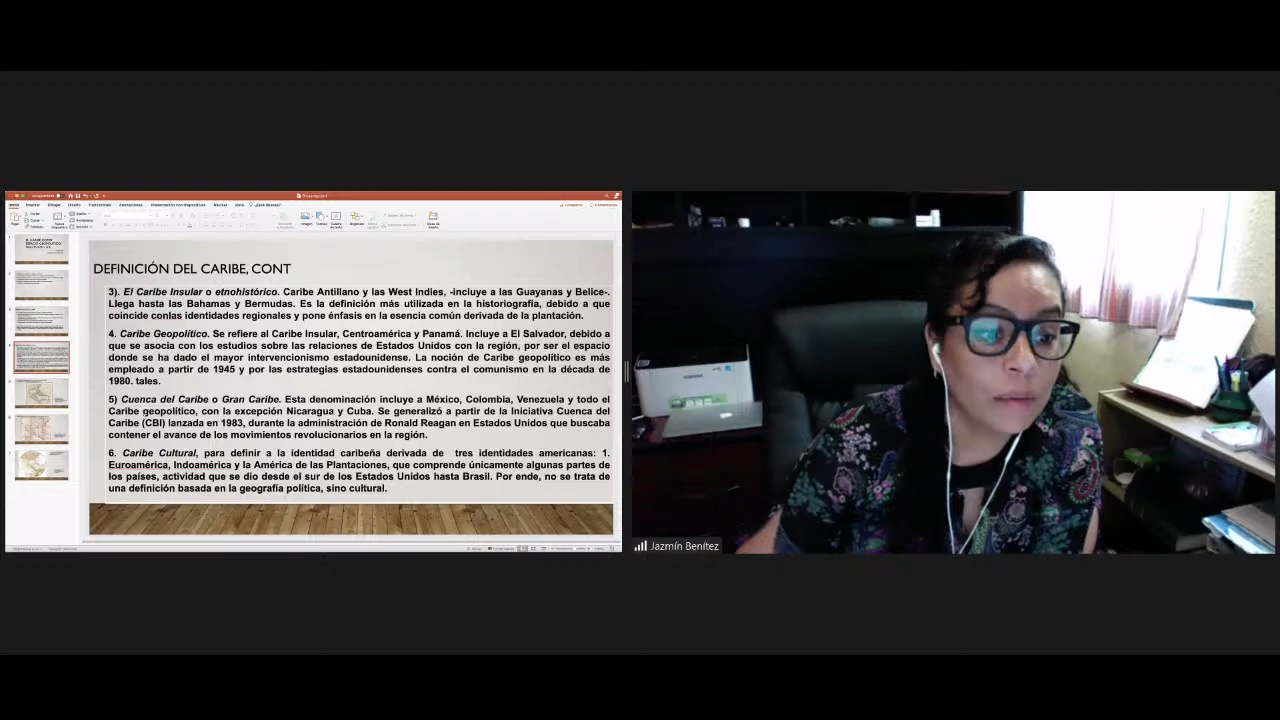 Inicio Insertar Dibujar Diseño Transiciones Animaciones Presentación con diapositivas Revisar Vista
DEFINICIÓN DEL CARIBE, CONT
3). El Caribe Insular o etnohistórico. Caribe Antillano y las West Indies, -incluye a las Guayanas y Belice-.
Llega hasta las Bahamas y Bermudas. Es la definición más utilizada en la historiografía, debido a que
coincide conlas identidades regionales y pone énfasis en la esencia común derivada de la plantación.
4. Caribe Geopolítico. Se refiere al Caribe Insular, Centroamérica y Panamá. Incluye a El Salvador, debido a
que se asocia con los estudios sobre las relaciones de Estados Unidos con la región, por ser el espacio
donde se ha dado el mayor intervencionismo estadounidense. La noción de Caribe geopolítico es más
empleado a partir de 1945 y por las estrategias estadounidenses contra el comunismo en la década de
1980. tales.
5) Cuenca del Caribe o Gran Caribe. Esta denominación incluye a México, Colombia, Venezuela y todo el
Caribe geopolítico, con la excepción Nicaragua y Cuba. Se generalizó a partir de la Iniciativa Cuenca del
Caribe (CBI) lanzada en 1983, durante la administración de Ronald Reagan en Estados Unidos que buscaba
contener el avance de los movimientos revolucionarios en la región.
6. Caribe Cultural, para definir a la identidad caribeña derivada de tres identidades americanas: 1.
Euroamérica, Indoamérica y la América de las Plantaciones, que comprende únicamente algunas partes de
los países, actividad que se dio desde el sur de los Estados Unidos hasta Brasil. Por ende, no se trata de
una definición basada en la geografía política, sino cultural.
Jazmín Benítez